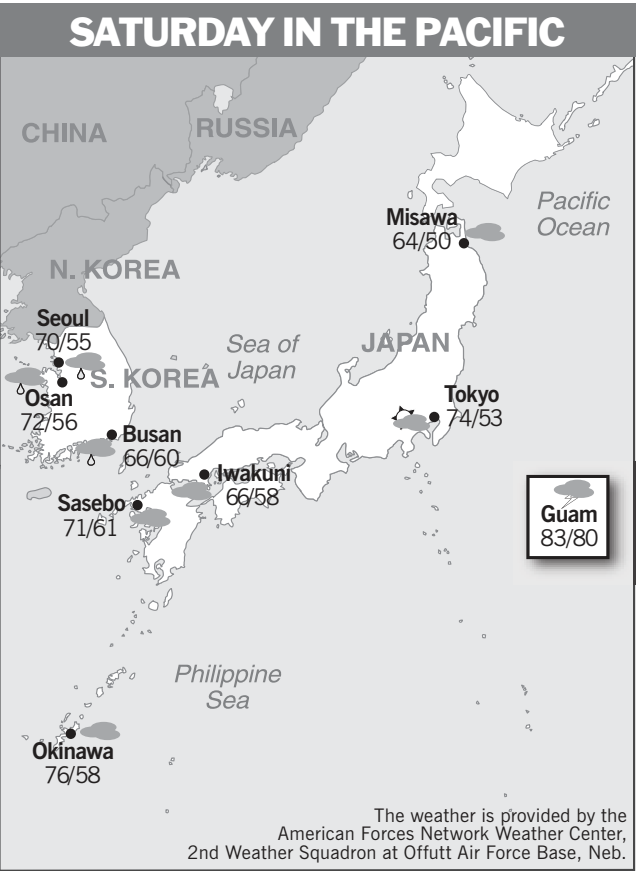 SATURDAY IN THE PACIFIC
CHINA
RUSSIA
Pacific
Ocean
Misawa
64/50
N. KOREA
Seoul
70/55
Sea of
Japan
JAPAN
S. KOREA
Osan
72/56
Tokyo
74/53
Busan
66/60
Iwakuni
66/58
Sasebo
71/61
Guam
83/80
Philippine
Sea
Okinawa
76/58
The weather is provided by the
American Forces Network Weather Center,
2nd Weather Squadron at Offutt Air Force Base, Neb.